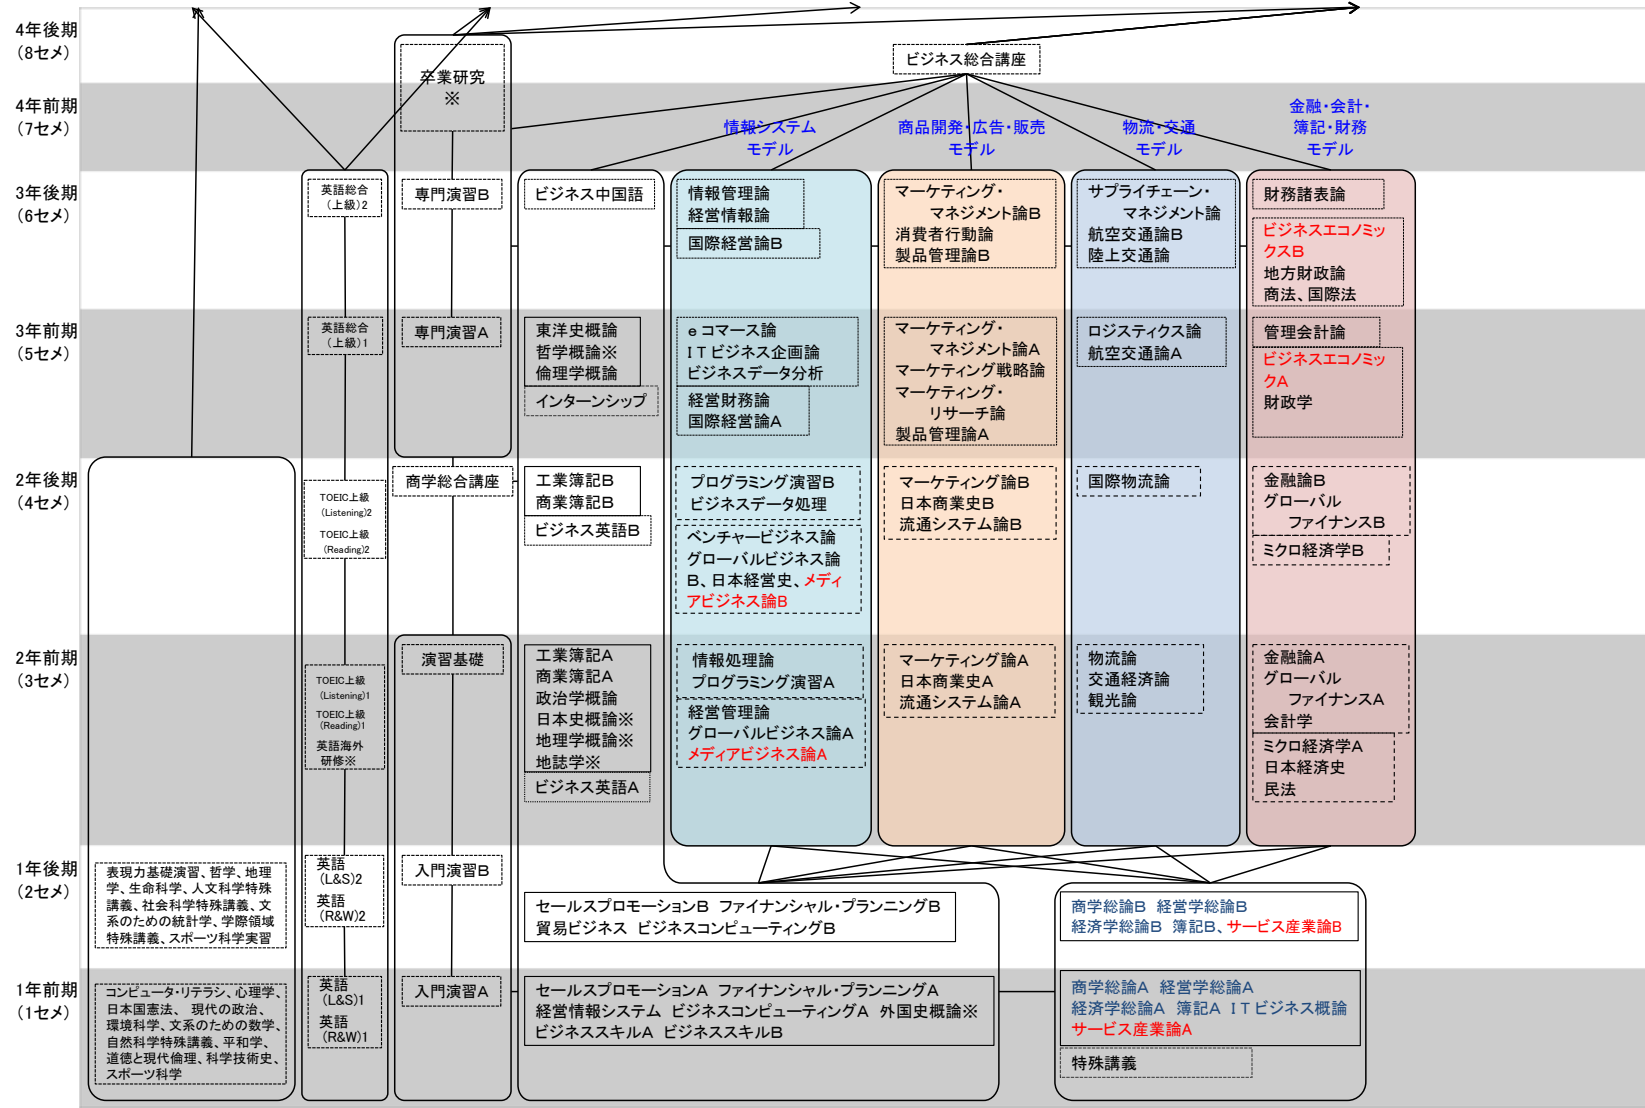 4年後期
(8セメ)
卒業研究
※
ビジネス総合講座
4年前期
(7セメ)
情報システム
モデル
商品開発・広告・販売
モデル
物流・交通
モデル
金融・会計・
簿記・財務
モデル
3年後期
(6セメ)
英語総合
(上級)2
専門演習B
ビジネス中国語
情報管理論
経営情報論
国際経営論B
マーケティング・
マネジメント論B
消費者行動論
製品管理論B
サプライチェーン・
マネジメント論
航空交通論B
陸上交通論
財務諸表論
ビジネスエコノミッ
クスB
地方財政論
商法、国際法
3年前期
(5セメ)
英語総合
(上級)1
専門演習A
東洋史概論
哲学概論※
倫理学概論
インターンシップ
eコマース論
ITビジネス企画論
ビジネスデータ分析
経営財務論
国際経営論A
マーケティング・
マネジメント論A
マーケティング戦略論
マーケティング・
リサーチ論
製品管理論A
ロジスティクス論
航空交通論A
管理会計論
ビジネスエコノミッ
クA
財政学
2年後期
(4セメ)
TOEIC上級
(Listening)2
TOEIC上級
(Reading)2
商学総合講座
工業簿記B
商業簿記B
ビジネス英語B
プログラミング演習B
ビジネスデータ処理
ベンチャービジネス論
グローバルビジネス論
B、日本経営史、メディ
アビジネス論B
マーケティング論B
日本商業史B
流通システム論B
国際物流論
金融論B
グローバル
ファイナンスB
ミクロ経済学B
2年前期
(3セメ)
TOEIC上級
(Listening)1
TOEIC上級
(Reading)1
英語海外
研修※
演習基礎
工業簿記A
商業簿記A
政治学概論
日本史概論※
地理学概論※
地誌学※
ビジネス英語A
情報処理論
プログラミング演習A
経営管理論
グローバルビジネス論A
メディアビジネス論A
マーケティング論A
日本商業史A
流通システム論A
物流論
交通経済論
観光論
金融論A
グローバル
ファイナンスA
会計学
ミクロ経済学A
日本経済史
民法
1年後期
(2セメ)
表現力基礎演習、哲学、地理
学、生命科学、人文科学特殊
講義、社会科学特殊講義、文
系のための統計学、学際領域
特殊講義、スポーツ科学実習
英語
(L&S)2
英語
(R&W)2
入門演習B
セールスプロモーションB ファイナンシャル・プランニングB
貿易ビジネス ビジネスコンピューティングB
商学総論B 経営学総論B
経済学総論B 簿記B、サービス産業論B
1年前期
(1セメ)
コンピュータ・リテラシ、心理学、
日本国憲法、 現代の政治、
環境科学、文系のための数学、
自然科学特殊講義、平和学、
道徳と現代倫理、科学技術史、
スポーツ科学
英語
(L&S)1
英語
(R&W)1
入門演習A
セールスプロモーションA ファイナンシャル・プランニングA
経営情報システム ビジネスコンピューティングA 外国史概論※
ビジネススキルA ビジネススキルB
商学総論A 経営学総論A
経済学総論A 簿記A ITビジネス概論
サービス産業論A
特殊講義